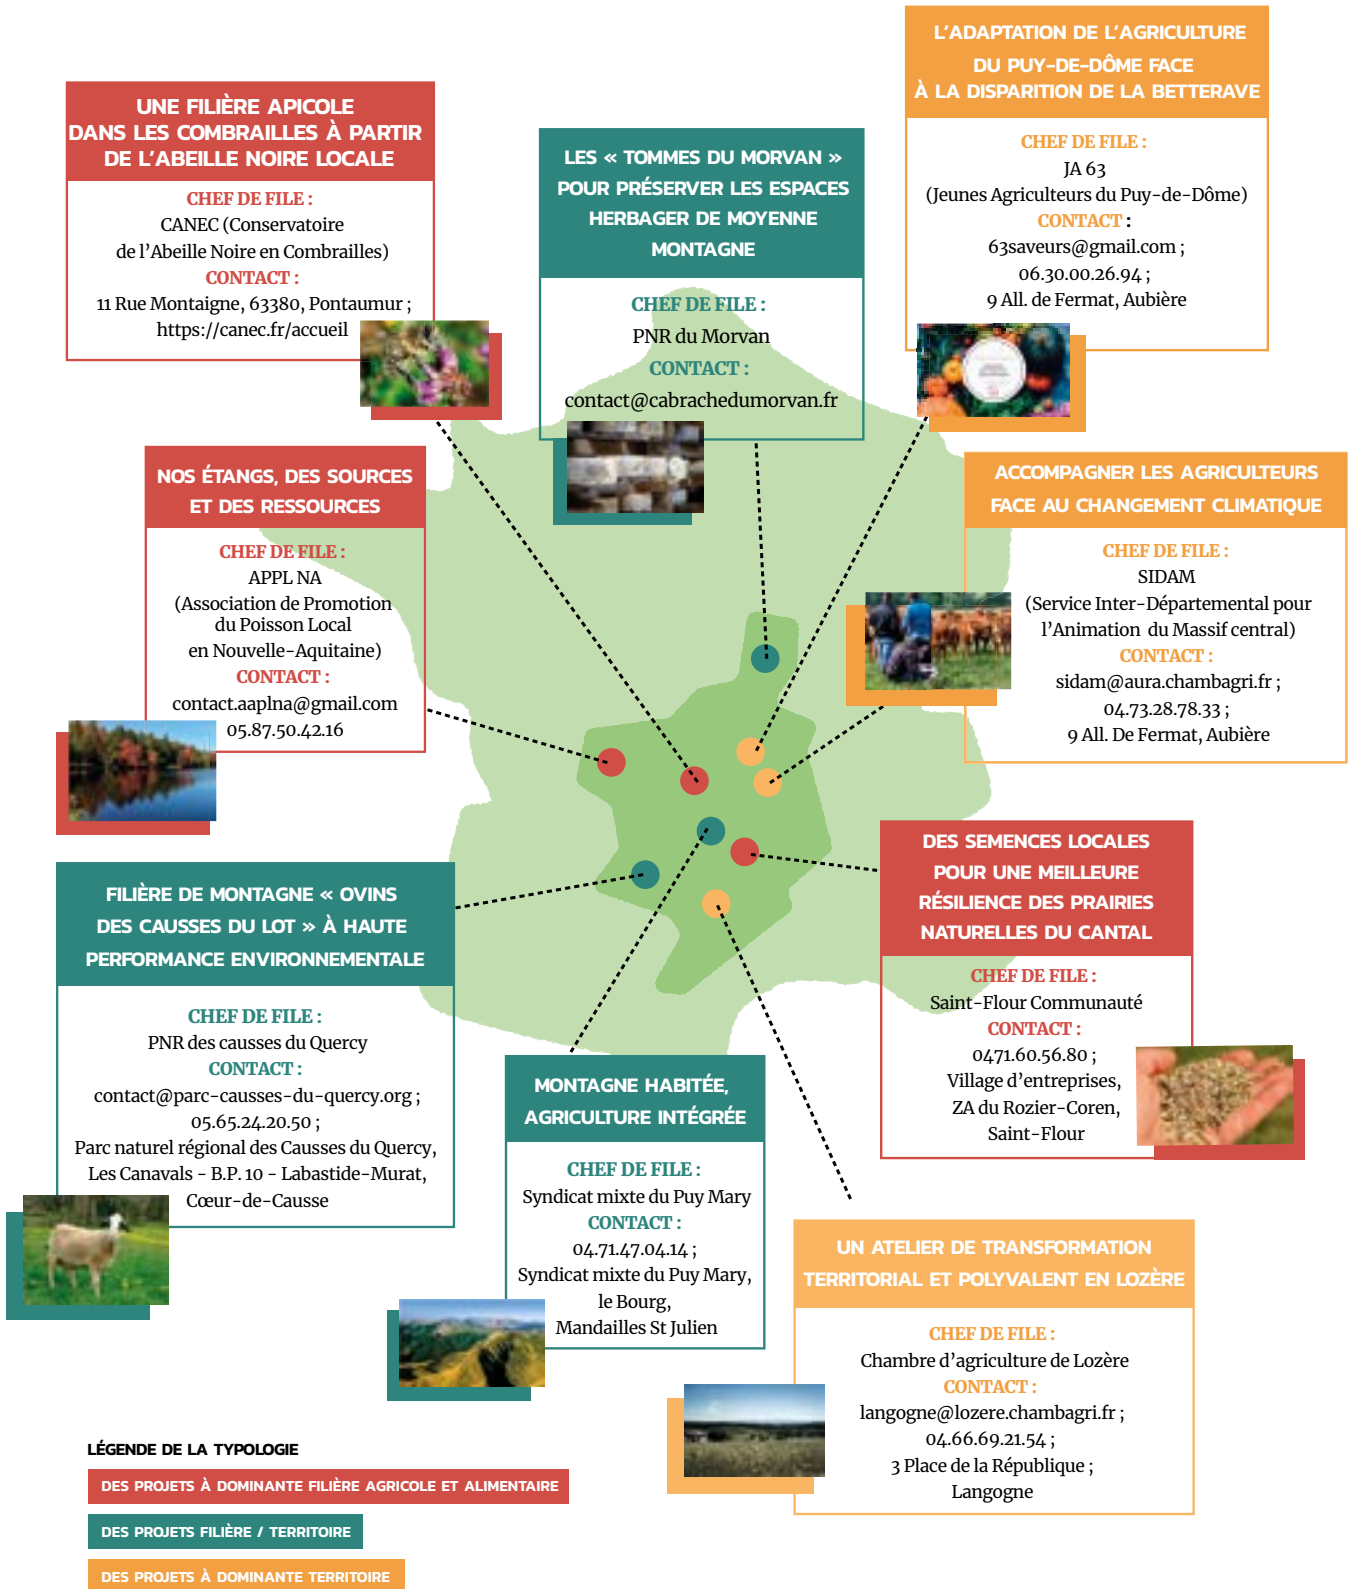 L'ADAPTATION DE L'AGRICULTURE
DU PUY-DE-DÔME FACE
À LA DISPARITION DE LA BETTERAVE
CHEF DE FILE :
JA 63
(Jeunes Agriculteurs du Puy-de-Dôme)
CONTACT :
63saveurs@gmail.com ;
06.30.00.26.94 ;
9 All. de Fermat, Aubière
UNE FILIÈRE APICOLE
DANS LES COMBRAILLES À PARTIR
DE L'ABEILLE NOIRE LOCALE
CHEF DE FILE :
CANEC (Conservatoire
de l'Abeille Noire en Combrailles)
CONTACT :
11 Rue Montaigne, 63380, Pontaumur ;
https://canec.fr/accueil
LES « TOMMES DU MORVAN »
POUR PRÉSERVER LES ESPACES
HERBAGER DE MOYENNE
MONTAGNE
CHEF DE FILE :
PNR du Morvan
CONTACT :
contact@cabrachedumorvan.fr
NOS ÉTANGS, DES SOURCES
ET DES RESSOURCES
CHEF DE FILE :
APPL NA
(Association de Promotion
du Poisson Local
en Nouvelle-Aquitaine)
CONTACT :
contact.aaplna@gmail.com
05.87.50.42.16
ACCOMPAGNER LES AGRICULTEURS
FACE AU CHANGEMENT CLIMATIQUE
CHEF DE FILE :
SIDAM
(Service Inter-Départemental pour
l'Animation du Massif central)
CONTACT :
sidam@aura.chambagri.fr ;
04.73.28.78.33 ;
9 All. De Fermat, Aubière
FILIÈRE DE MONTAGNE « OVINS
DES CAUSSES DU LOT » À HAUTE
PERFORMANCE ENVIRONNEMENTALE
CHEF DE FILE :
PNR des causses du Quercy
CONTACT :
contact@parc-causses-du-quercy.org ;
05.65.24.20.50 ;
Parc naturel régional des Causses du Quercy,
Les Canavals - B.P. 10 - Labastide-Murat,
Cœur-de-Causse
DES SEMENCES LOCALES
POUR UNE MEILLEURE
RÉSILIENCE DES PRAIRIES
NATURELLES DU CANTAL
CHEF DE FILE :
Saint-Flour Communauté
CONTACT :
0471.60.56.80 ;
Village d'entreprises,
ZA du Rozier-Coren,
Saint-Flour
MONTAGNE HABITÉE,
AGRICULTURE INTÉGRÉE
CHEF DE FILE :
Syndicat mixte du Puy Mary
CONTACT :
04.71.47.04.14 ;
Syndicat mixte du Puy Mary,
le Bourg,
Mandailles St Julien
UN ATELIER DE TRANSFORMATION
TERRITORIAL ET POLYVALENT EN LOZÈRE
CHEF DE FILE :
Chambre d'agriculture de Lozère
CONTACT :
langogne@lozere.chambagri.fr ;
04.66.69.21.54 ;
3 Place de la République ;
Langogne
LÉGENDE DE LA TYPOLOGIE
DES PROJETS À DOMINANTE FILIÈRE AGRICOLE ET ALIMENTAIRE
DES PROJETS FILIÈRE / TERRITOIRE
DES PROJETS À DOMINANTE TERRITOIRE